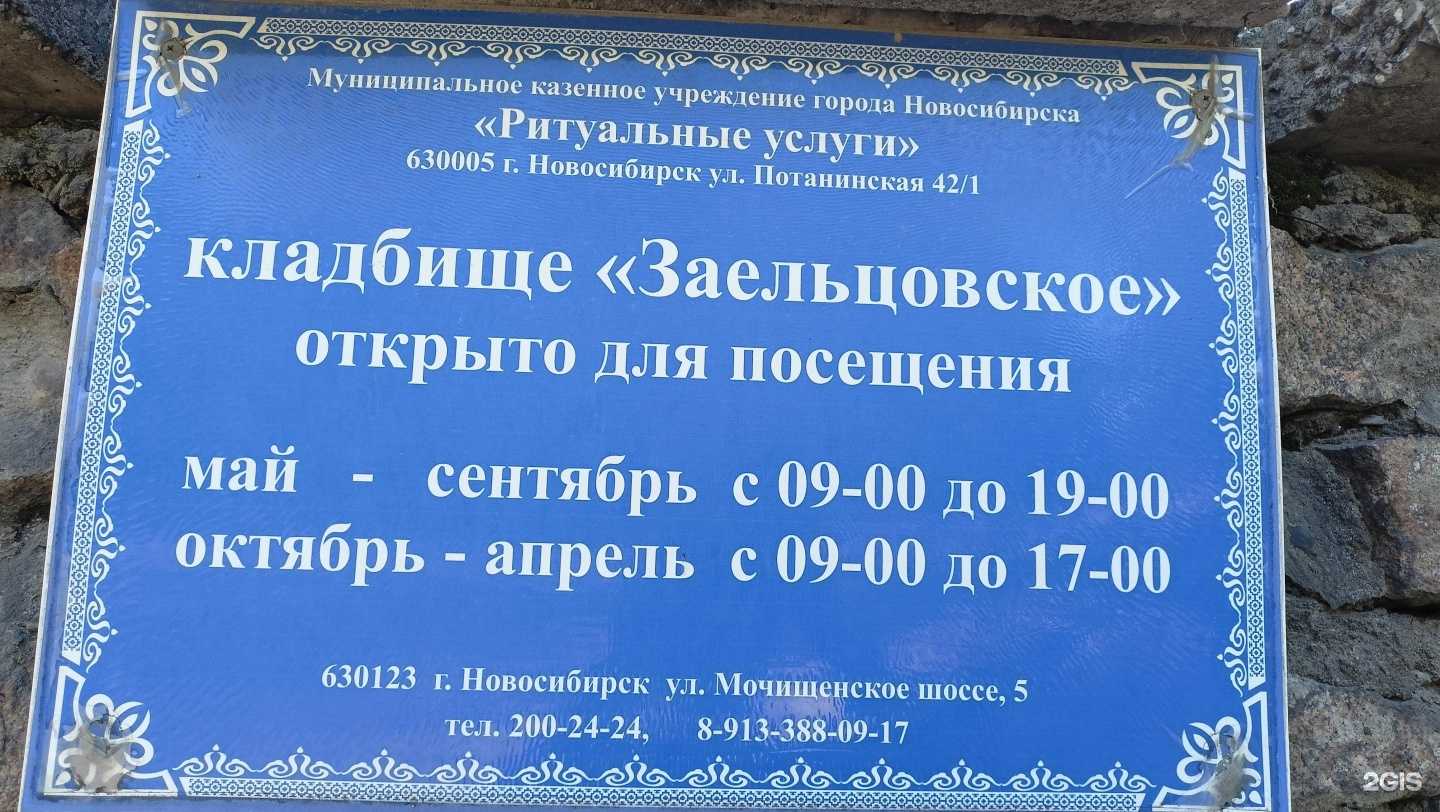 Муниципальное казенное учреждение города Новосибирска
«Ритуальные услуги»
630005 г. Новосибирск ул. Потанинская 42/1
кладбище «Заельцовское»
открыто для посещения
май - сентябрь с 09-00 до 19-00
октябрь - апрель с 09-00 до 17-00
630123 г. Новосибирск ул. Мочищенское шоссе, 5
тел. 200-24-24, 8-913-388-09-17
2GIS